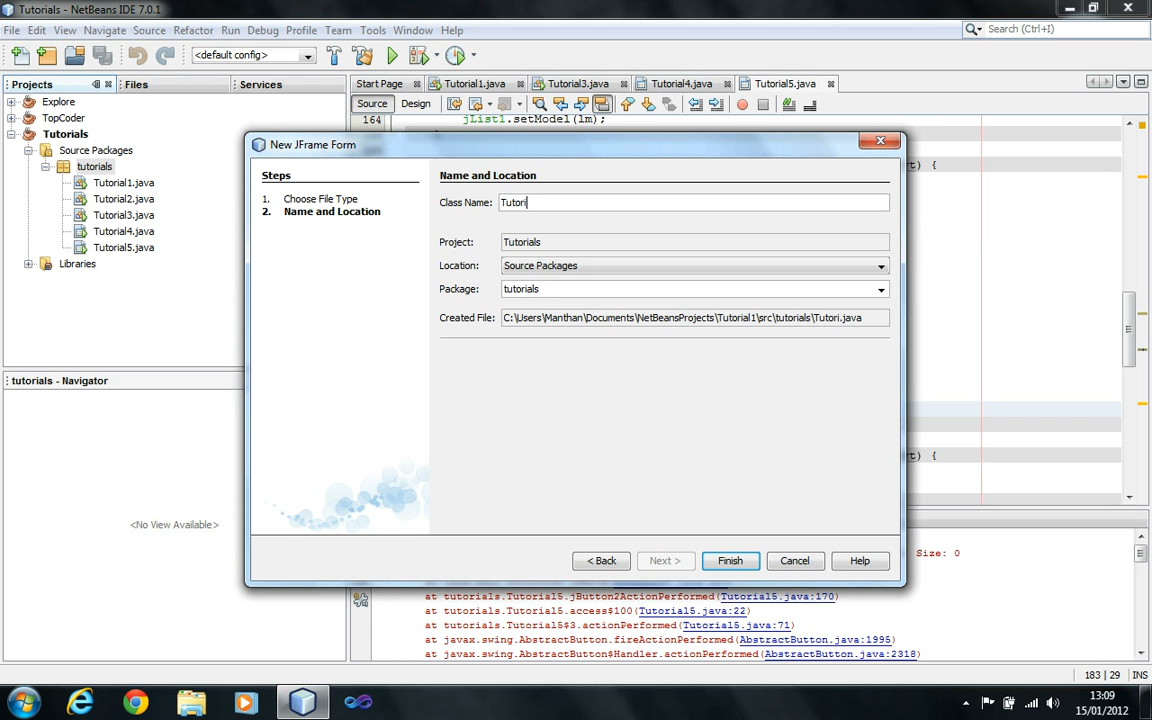 Tutorials - NetBeans IDE 7.0.1
File Edit View Navigate Source Refactor Run Debug Profile Team Tools Window Help
Search (Ctrl+I)
<default config>
Projects Files Services
Start Page Tutorial1.java Tutorial3.java Tutorial4.java Tutorial5.java
Source Design
Explore
TopCoder
Tutorials
Source Packages
tutorials
Tutorial1.java
Tutorial2.java
Tutorial3.java
Tutorial4.java
Tutorial5.java
Libraries
tutorials - Navigator
<No View Available>
164 jList1.setModel(lm);
) {
) {
New JFrame Form
Steps
1. Choose File Type
2. Name and Location
Name and Location
Class Name: Tutori
Project: Tutorials
Location: Source Packages
Package: tutorials
Created File: C:\Users\Manthan\Documents\NetBeansProjects\Tutorial1\src\tutorials\Tutori.java
< Back Next > Finish Cancel Help
Size: 0
at tutorials.Tutorial5.jButton2ActionPerformed(Tutorial5.java:170)
at tutorials.Tutorial5.access$100(Tutorial5.java:22)
at tutorials.Tutorial5$3.actionPerformed(Tutorial5.java:71)
at javax.swing.AbstractButton.fireActionPerformed(AbstractButton.java:1995)
at javax.swing.AbstractButton$Handler.actionPerformed(AbstractButton.java:2318)
183 | 29 INS
13:09
15/01/2012